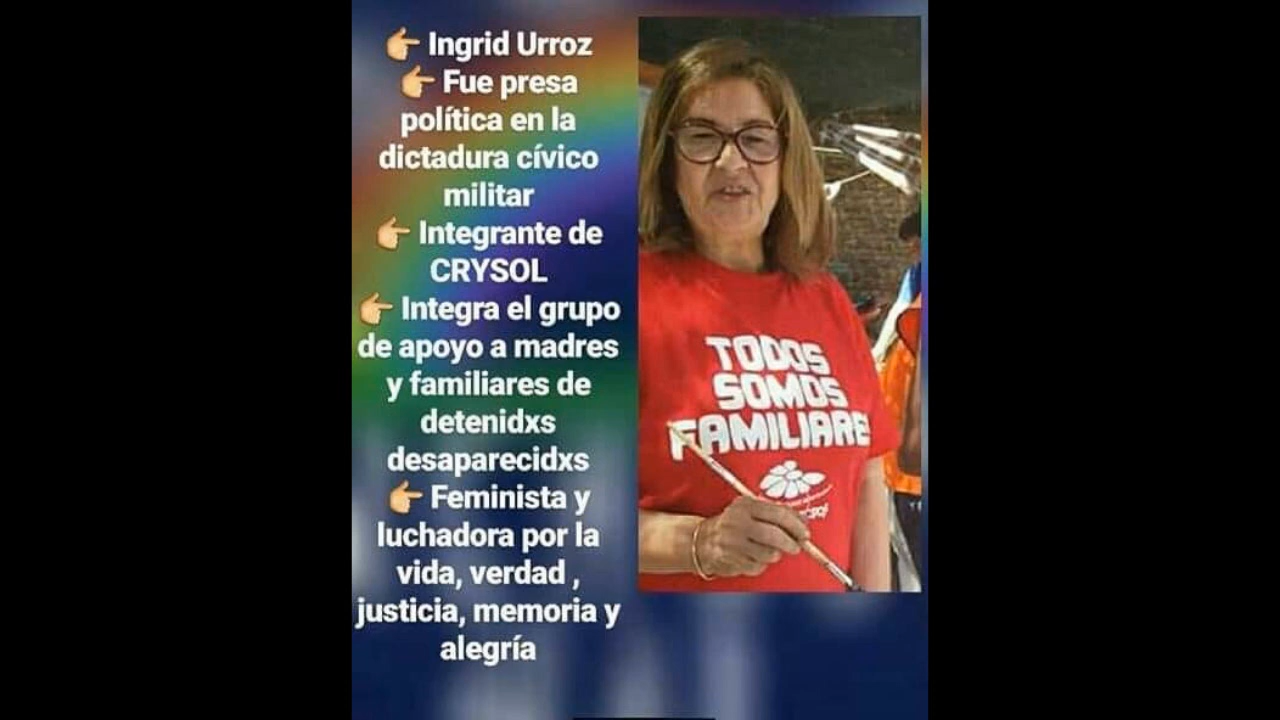 👉 Ingrid Urroz
👉 Fue presa
política en la
dictadura cívico
militar
👉 Integrante de
CRYSOL
👉 Integra el grupo
de apoyo a madres
y familiares de
detenidxs
desaparecidxs
👉 Feminista y
luchadora por la
vida, verdad ,
justicia, memoria y
alegría
TODOS
SOMOS
FAMILIARE